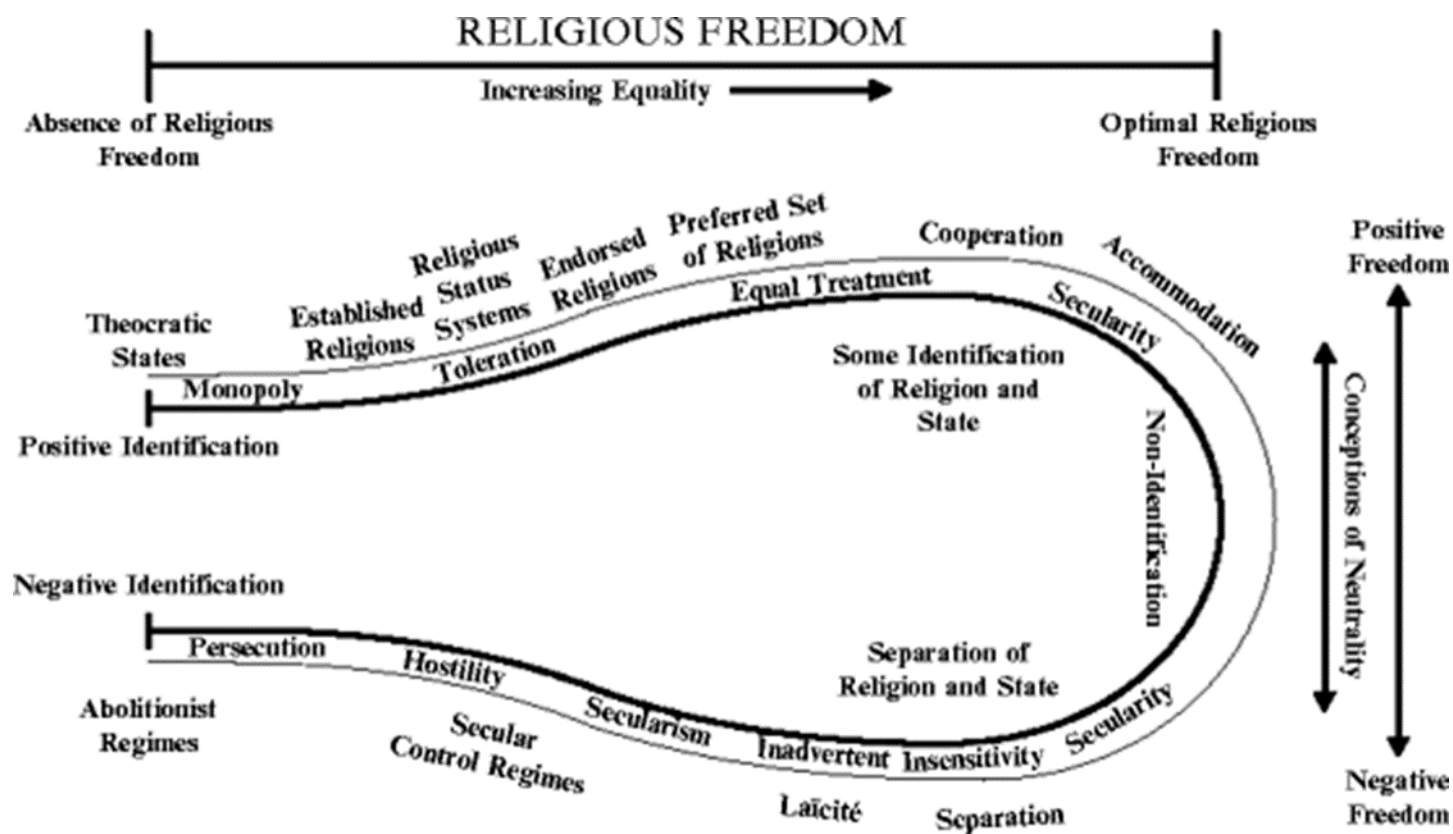 RELIGIOUS FREEDOM
Increasing Equality
Absence of Religious
Freedom
Optimal Religious
Freedom
Theocratic
States
Established
Religions
Religious
Status
Systems
Endorsed
Religions
Preferred Set
of Religions
Cooperation
Accommodation
Monopoly
Toleration
Equal Treatment
Secularity
Positive Identification
Some Identification
of Religion and
State
Non-Identification
Positive
Freedom
Conceptions of Neutrality
Negative
Freedom
Negative Identification
Separation of
Religion and State
Persecution
Hostility
Secularism
Inadvertent Insensitivity
Secularity
Abolitionist
Regimes
Secular
Control Regimes
Laïcité
Separation